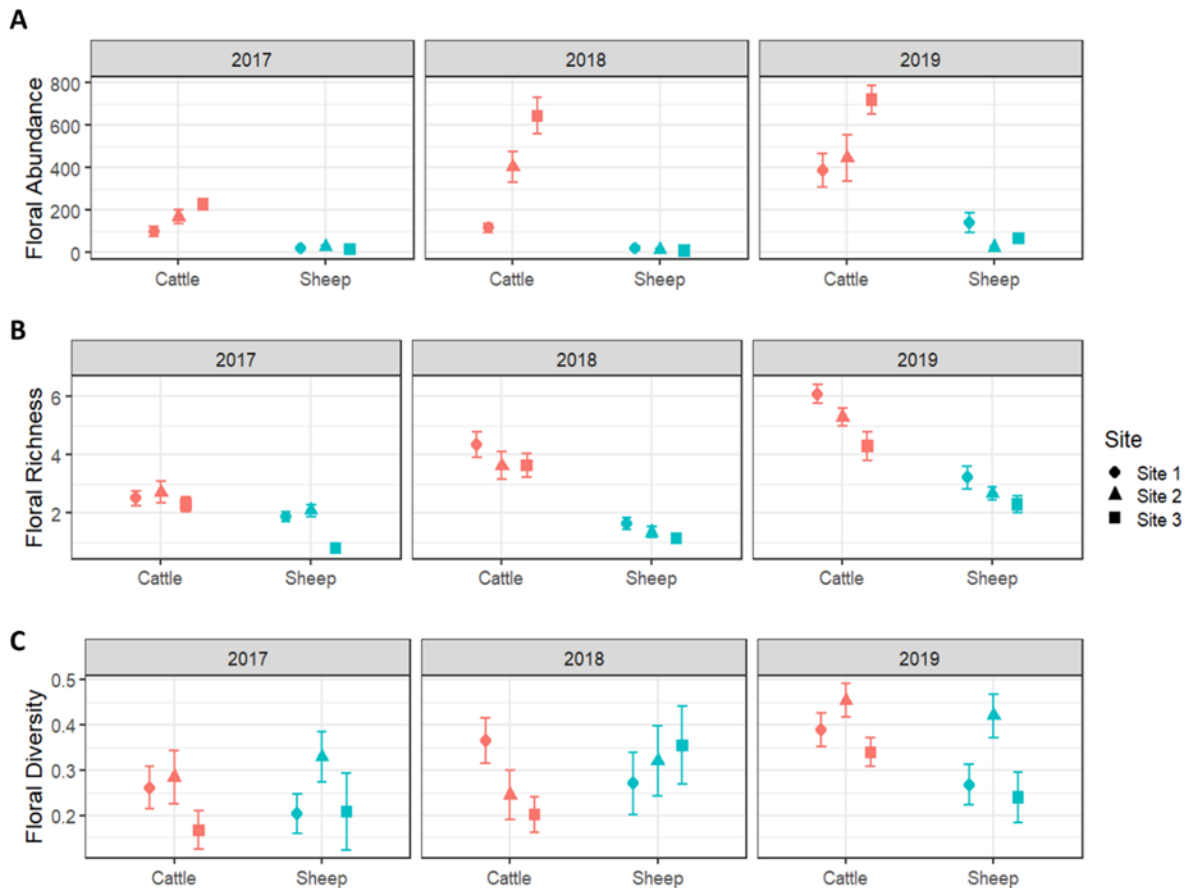 A
2017 2018 2019
Floral Abundance
800
600
400
200
0
Cattle Sheep Cattle Sheep Cattle Sheep
B
2017 2018 2019
Floral Richness
6
4
2
Cattle Sheep Cattle Sheep Cattle Sheep
Site
Site 1
Site 2
Site 3
C
2017 2018 2019
Floral Diversity
0.5
0.4
0.3
0.2
Cattle Sheep Cattle Sheep Cattle Sheep